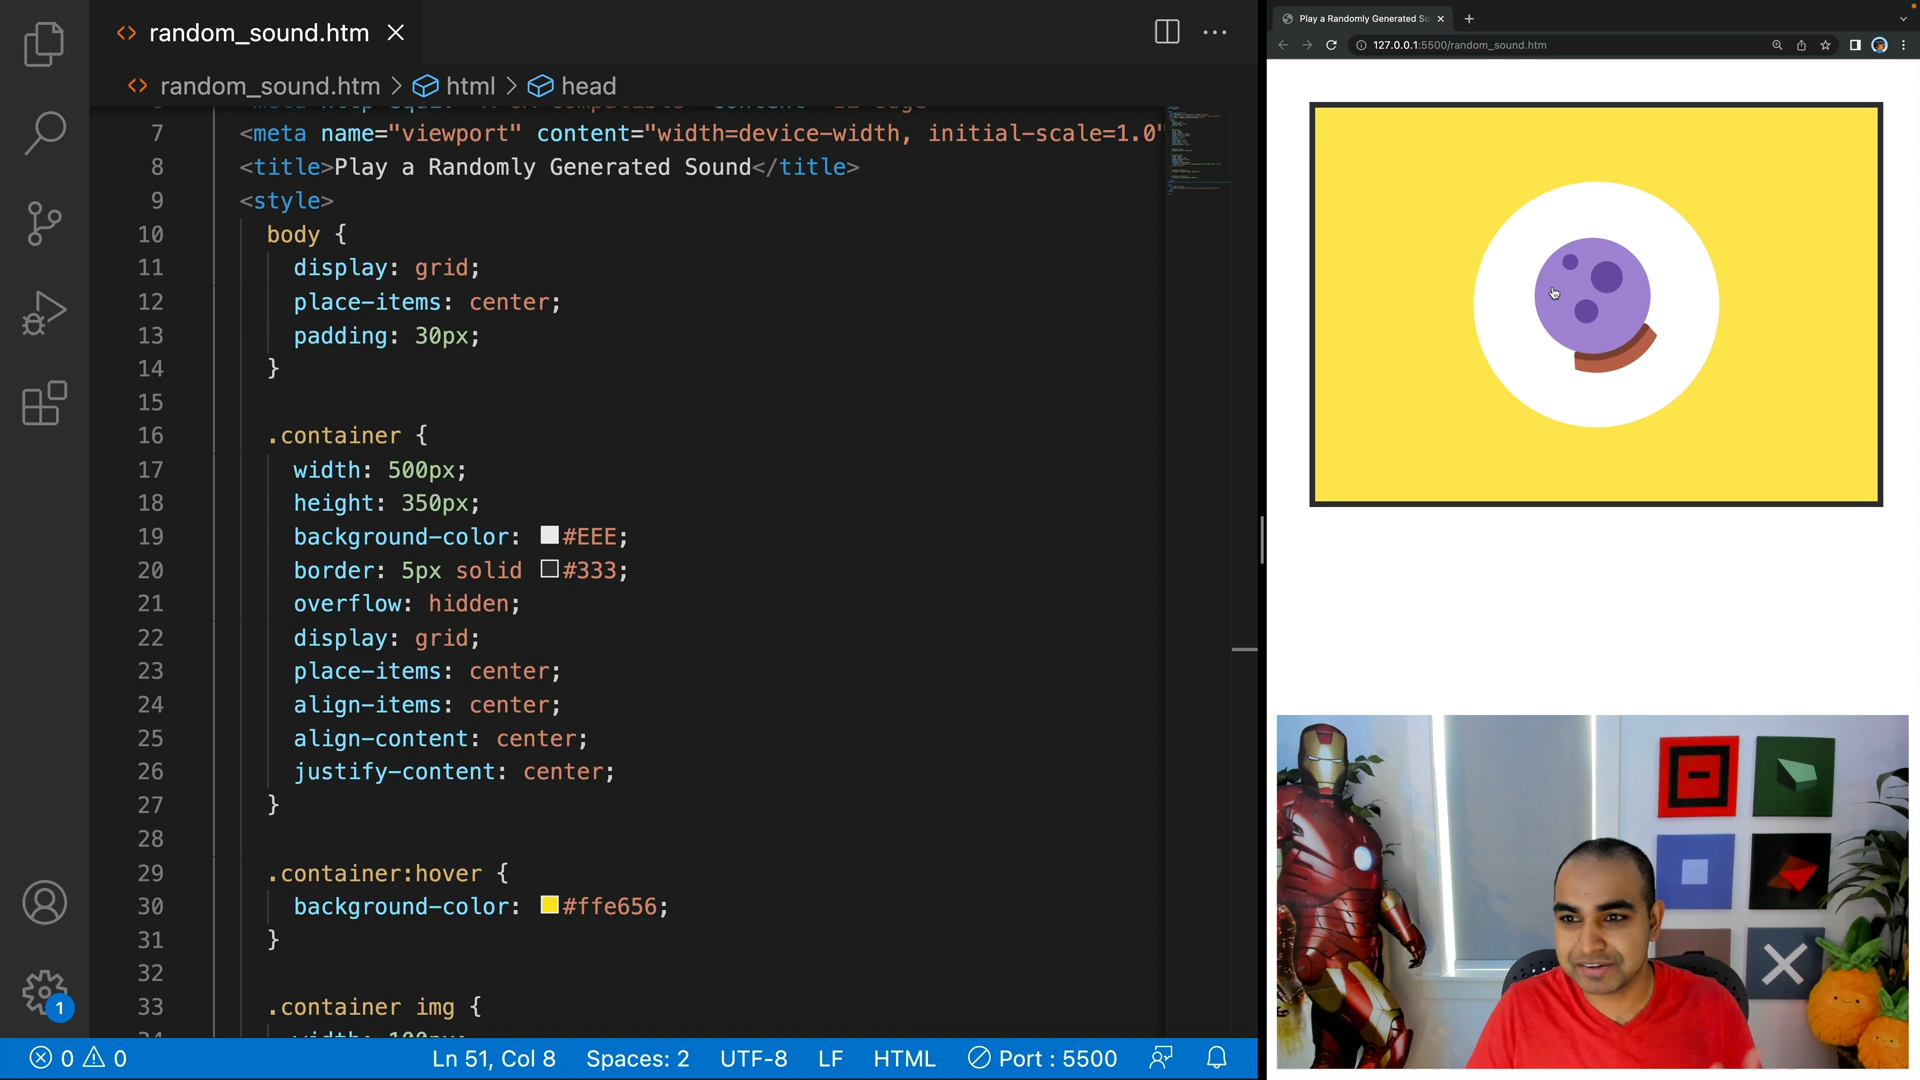 random_sound.htm
random_sound.htm > html > head
7 <meta name="viewport" content="width=device-width, initial-scale=1.0"
8 <title>Play a Randomly Generated Sound</title>
9 <style>
10 body {
11 display: grid;
12 place-items: center;
13 padding: 30px;
14 }
15
16 .container {
17 width: 500px;
18 height: 350px;
19 background-color: #EEE;
20 border: 5px solid #333;
21 overflow: hidden;
22 display: grid;
23 place-items: center;
24 align-items: center;
25 align-content: center;
26 justify-content: center;
27 }
28
29 .container:hover {
30 background-color: #ffe656;
31 }
32
33 .container img {
1
0 0
Ln 51, Col 8 Spaces: 2 UTF-8 LF HTML Port : 5500
Play a Randomly Generated So
127.0.0.1:5500/random_sound.htm